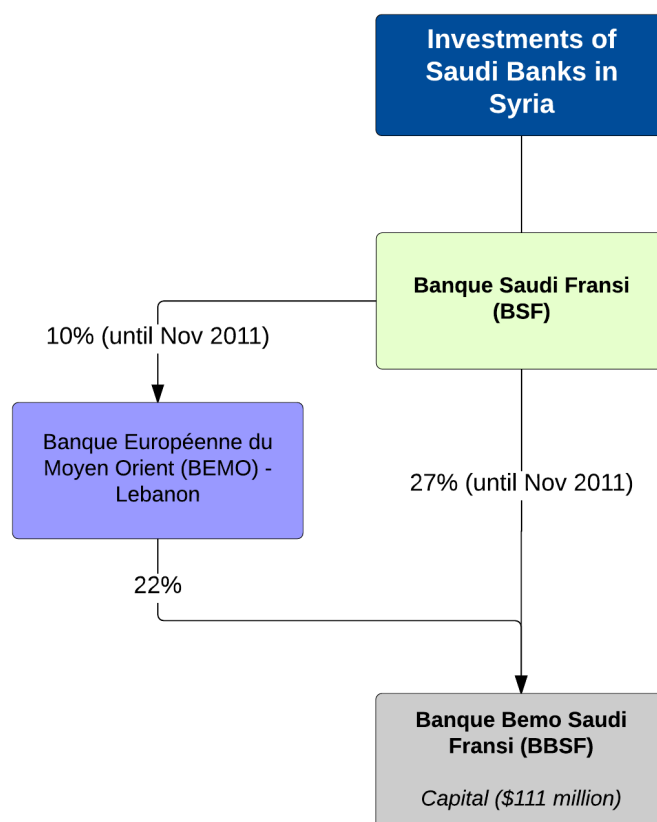 Investments of
Saudi Banks in
Syria
Banque Saudi Fransi
(BSF)
10% (until Nov 2011)
Banque Européenne du
Moyen Orient (BEMO) -
Lebanon
27% (until Nov 2011)
22%
Banque Bemo Saudi
Fransi (BBSF)
Capital ($111 million)